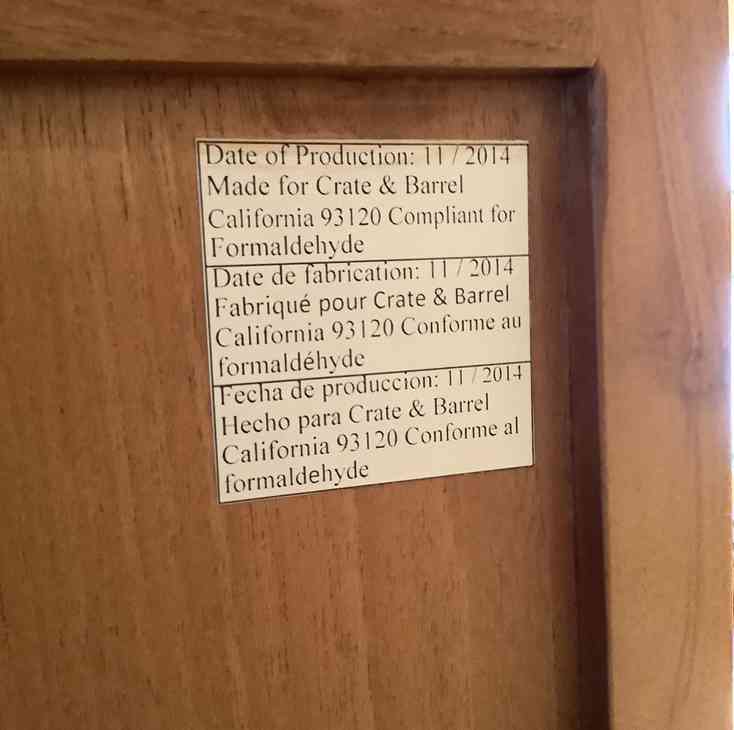 Date of Production: 11 / 2014
Made for Crate & Barrel
California 93120 Compliant for
Formaldehyde
Date de fabrication: 11 / 2014
Fabriqué pour Crate & Barrel
California 93120 Conforme au
formaldéhyde
Fecha de produccion: 11 / 2014
Hecho para Crate & Barrel
California 93120 Conforme al
formaldehyde